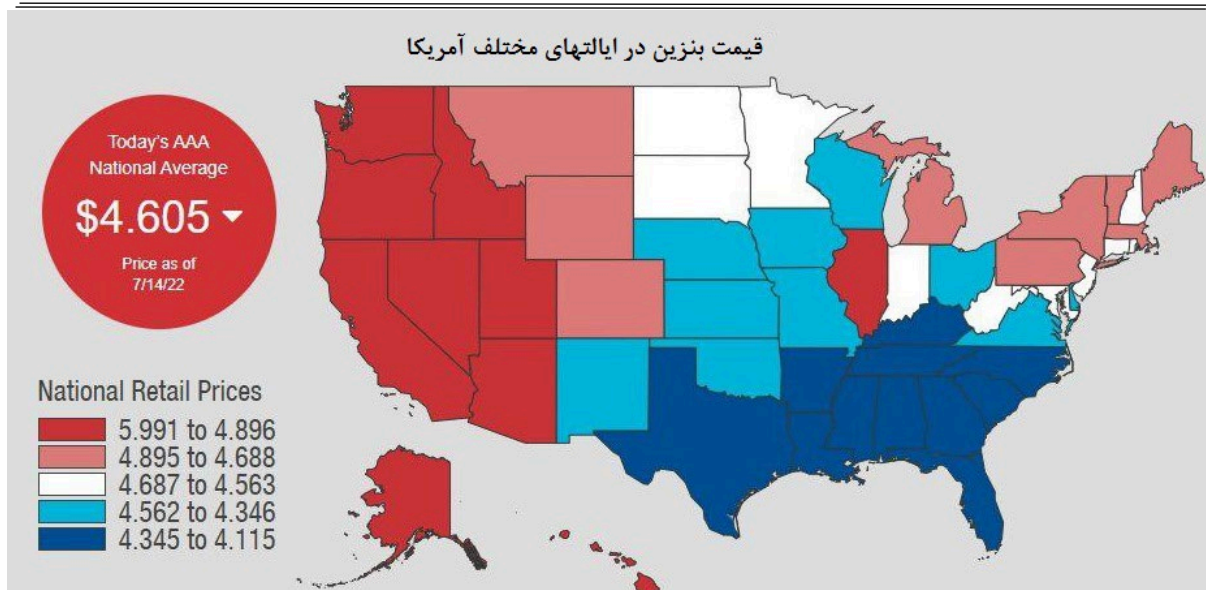 قیمت بنزین در ایالتهای مختلف آمریکا
Today's AAA
National Average
$4.605
Price as of
7/14/22
National Retail Prices
5.991 to 4.896
4.895 to 4.688
4.687 to 4.563
4.562 to 4.346
4.345 to 4.115